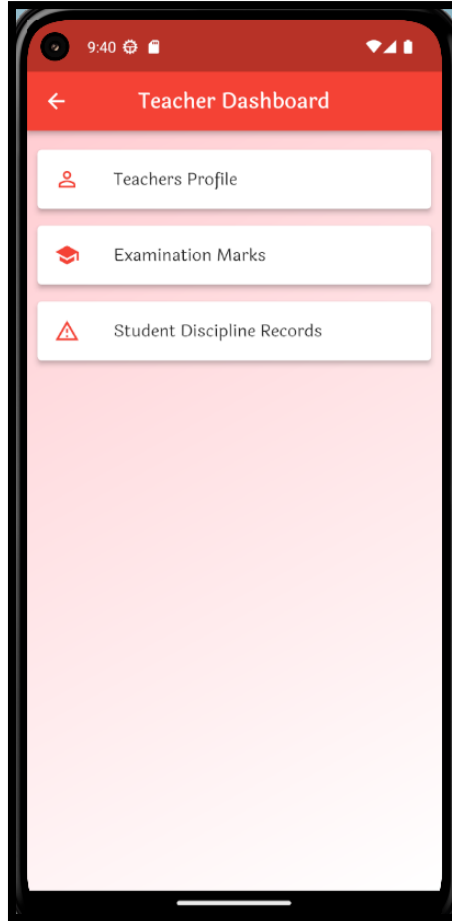 9:40
Teacher Dashboard
Teachers Profile
Examination Marks
Student Discipline Records